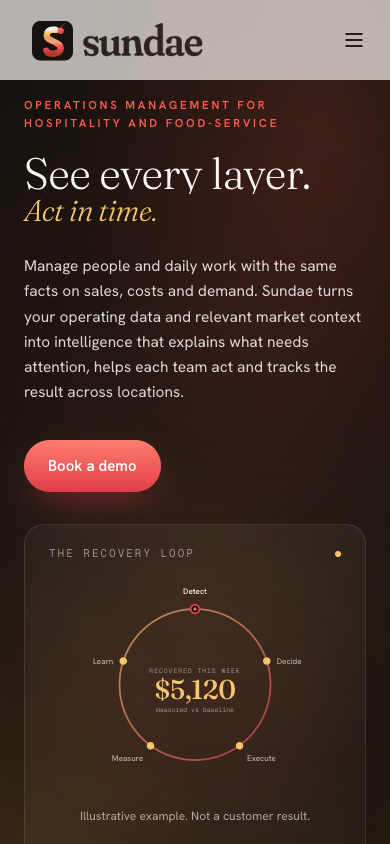 sundae
OPERATIONS MANAGEMENT FOR
HOSPITALITY AND FOOD-SERVICE
See every layer.
Act in time.
Manage people and daily work with the same
facts on sales, costs and demand. Sundae turns
your operating data and relevant market context
into intelligence that explains what needs
attention, helps each team act and tracks the
result across locations.
Book a demo
THE RECOVERY LOOP
Detect
Learn
Decide
RECOVERED THIS WEEK
$5,120
measured vs baseline
Measure
Execute
Illustrative example. Not a customer result.